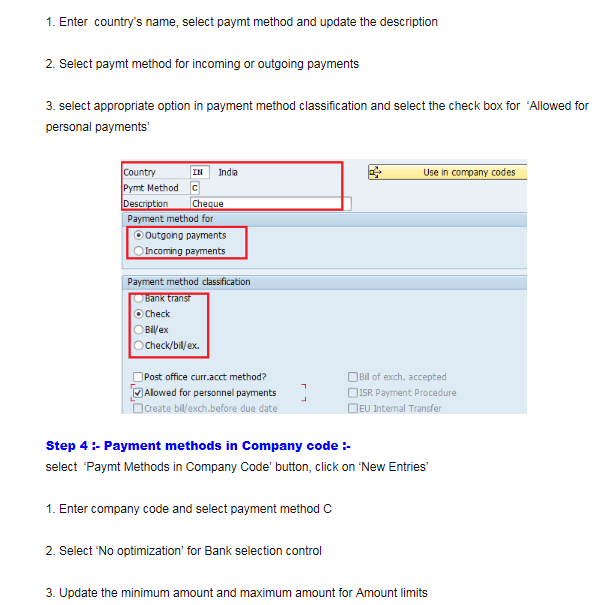 1. Enter  country's name, select paymt method and update the description
2. Select paymt method for incoming or outgoing payments
3. select appropriate option in payment method classification and select the check box for  'Allowed for
personal payments'
Country IN India Use in company codes
Pymt Method C
Description Cheque
Payment method for
Outgoing payments
Incoming payments
Payment method classification
Bank transf
Check
Bill/ex
Check/bill/ex.
Post office curr.acct method? Bill of exch. accepted
Allowed for personnel payments ISR Payment Procedure
Create bill/exch.before due date EU Internal Transfer
Step 4 :- Payment methods in Company code :-
select  'Paymt Methods in Company Code' button, click on 'New Entries'
1. Enter company code and select payment method C
2. Select 'No optimization' for Bank selection control
3. Update the minimum amount and maximum amount for Amount limits